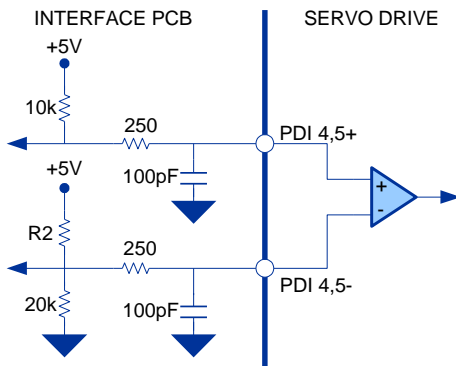 INTERFACE PCB
SERVO DRIVE
+5V
10k
250
PDI 4,5+
100pF
+
-
+5V
R2
250
20k
100pF
PDI 4,5-